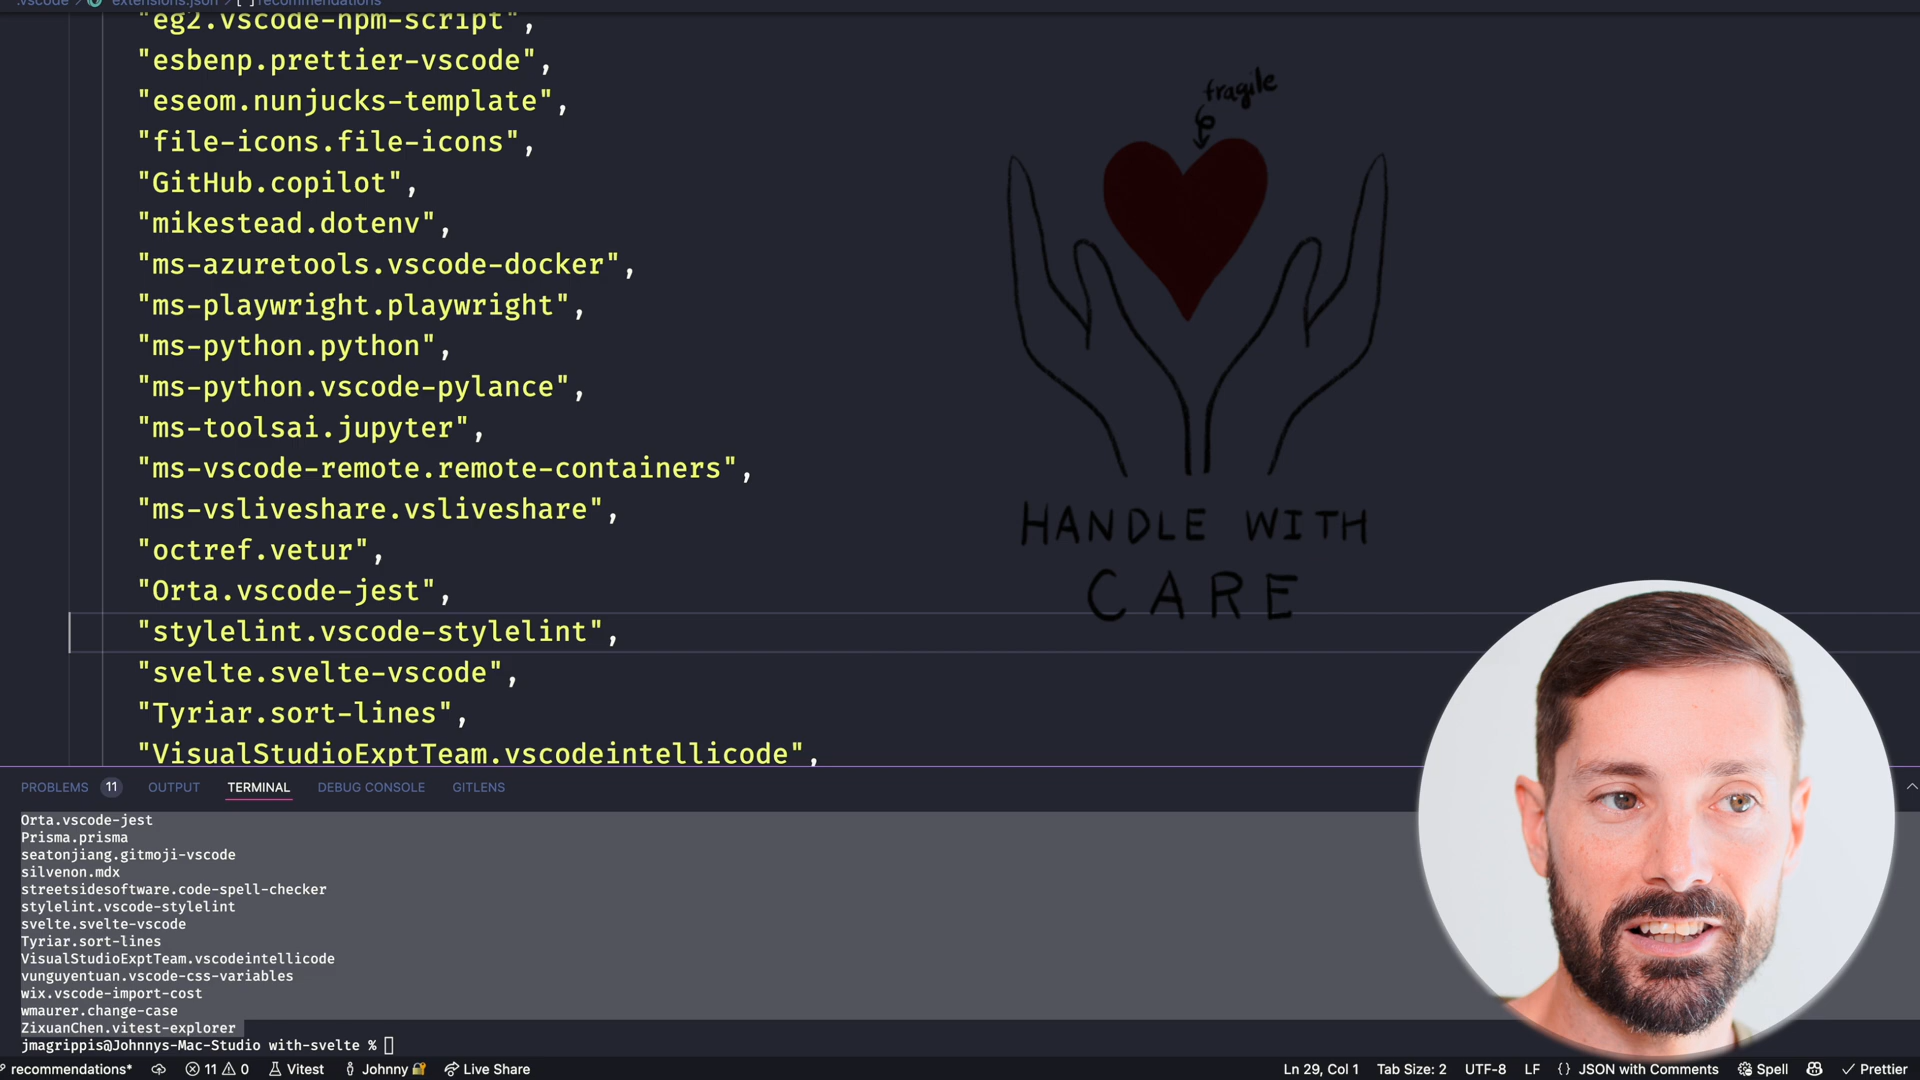 .vscode > extensions.json > [ ] recommendations
"eg2.vscode-npm-script",
"esbenp.prettier-vscode",
"eseom.nunjucks-template",
"file-icons.file-icons",
"GitHub.copilot",
"mikestead.dotenv",
"ms-azuretools.vscode-docker",
"ms-playwright.playwright",
"ms-python.python",
"ms-python.vscode-pylance",
"ms-toolsai.jupyter",
"ms-vscode-remote.remote-containers",
"ms-vsliveshare.vsliveshare",
"octref.vetur",
"Orta.vscode-jest",
"stylelint.vscode-stylelint",
"svelte.svelte-vscode",
"Tyriar.sort-lines",
"VisualStudioExptTeam.vscodeintellicode",
fragile
HANDLE WITH
CARE
PROBLEMS 11 OUTPUT TERMINAL DEBUG CONSOLE GITLENS
Orta.vscode-jest
Prisma.prisma
seatonjiang.gitmoji-vscode
silvenon.mdx
streetsidesoftware.code-spell-checker
stylelint.vscode-stylelint
svelte.svelte-vscode
Tyriar.sort-lines
VisualStudioExptTeam.vscodeintellicode
vunguyentuan.vscode-css-variables
wix.vscode-import-cost
wmaurer.change-case
ZixuanChen.vitest-explorer
jmagrippis@Johnnys-Mac-Studio with-svelte %
recommendations* 11 0 Vitest Johnny Live Share Ln 29, Col 1 Tab Size: 2 UTF-8 LF {} JSON with Comments Spell Prettier